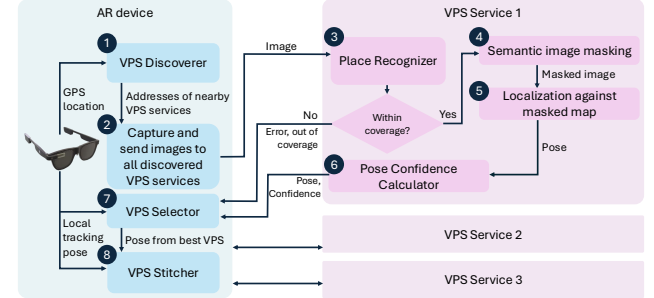 AR device
1
VPS Discoverer
GPS
location
Addresses of nearby
VPS services
2
Capture and
send images to
all discovered
VPS services
7
VPS Selector
Local
tracking
pose
Pose from best VPS
8
VPS Stitcher
Image
No
Error, out of
coverage
Pose,
Confidence
VPS Service 1
3
Place Recognizer
Within
coverage?
Yes
4
Semantic image masking
Masked image
5
Localization against
masked map
Pose
6
Pose Confidence
Calculator
VPS Service 2
VPS Service 3